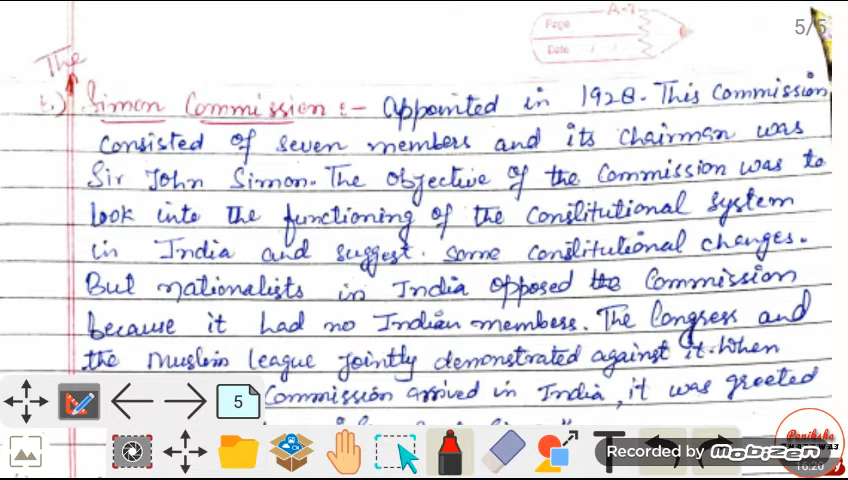 A-1
Page
5/5
Date / /
The
t.) Simon Commission :- Appointed in 1928. This Commission
Consisted of seven members and its Chairman was
Sir John Simon. The objective of the Commission was to
look into the functioning of the Constitutional System
in India and suggest. some constitutional changes.
But nationalists in India opposed the Commission
because it had no Indian members. The Congress and
the Muslim league jointly demonstrated against it. When
Commission arrived in India, it was greeted
5
T
Recorded by mobizen
Paniksha
16:20